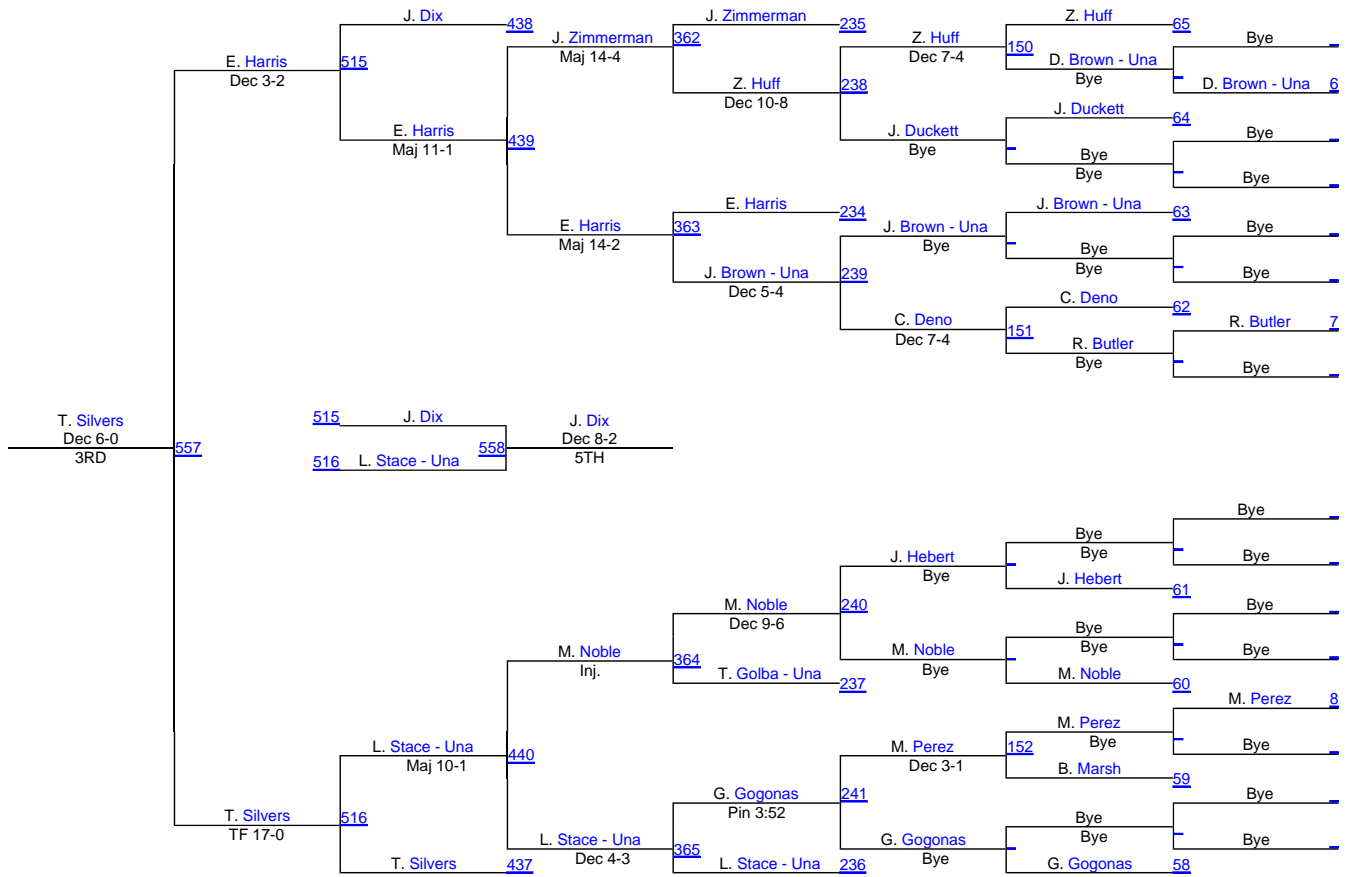 J. Dix
438
J. Zimmerman
235
Z. Huff
65
E. Harris
Dec 3-2
515
J. Zimmerman
Maj 14-4
362
Z. Huff
Dec 7-4
150
Bye
D. Brown - Una
Bye
Z. Huff
Dec 10-8
238
D. Brown - Una
6
J. Duckett
64
E. Harris
Maj 11-1
439
J. Duckett
Bye
Bye
Bye
Bye
Bye
E. Harris
234
J. Brown - Una
63
E. Harris
Maj 14-2
363
J. Brown - Una
Bye
Bye
Bye
Bye
J. Brown - Una
Dec 5-4
239
Bye
C. Deno
62
C. Deno
Dec 7-4
151
R. Butler
7
R. Butler
Bye
Bye
T. Silvers
Dec 6-0
3RD
557
515
J. Dix
516
L. Stace - Una
558
J. Dix
Dec 8-2
5TH
Bye
Bye
Bye
J. Hebert
Bye
Bye
J. Hebert
61
M. Noble
Dec 9-6
240
Bye
Bye
Bye
M. Noble
Inj.
364
M. Noble
Bye
Bye
T. Golba - Una
237
M. Noble
60
M. Perez
8
L. Stace - Una
Maj 10-1
440
M. Perez
Dec 3-1
152
M. Perez
Bye
Bye
B. Marsh
59
G. Gogonas
Pin 3:52
241
Bye
T. Silvers
TF 17-0
516
L. Stace - Una
Dec 4-3
365
G. Gogonas
Bye
Bye
Bye
Bye
T. Silvers
437
L. Stace - Una
236
G. Gogonas
58